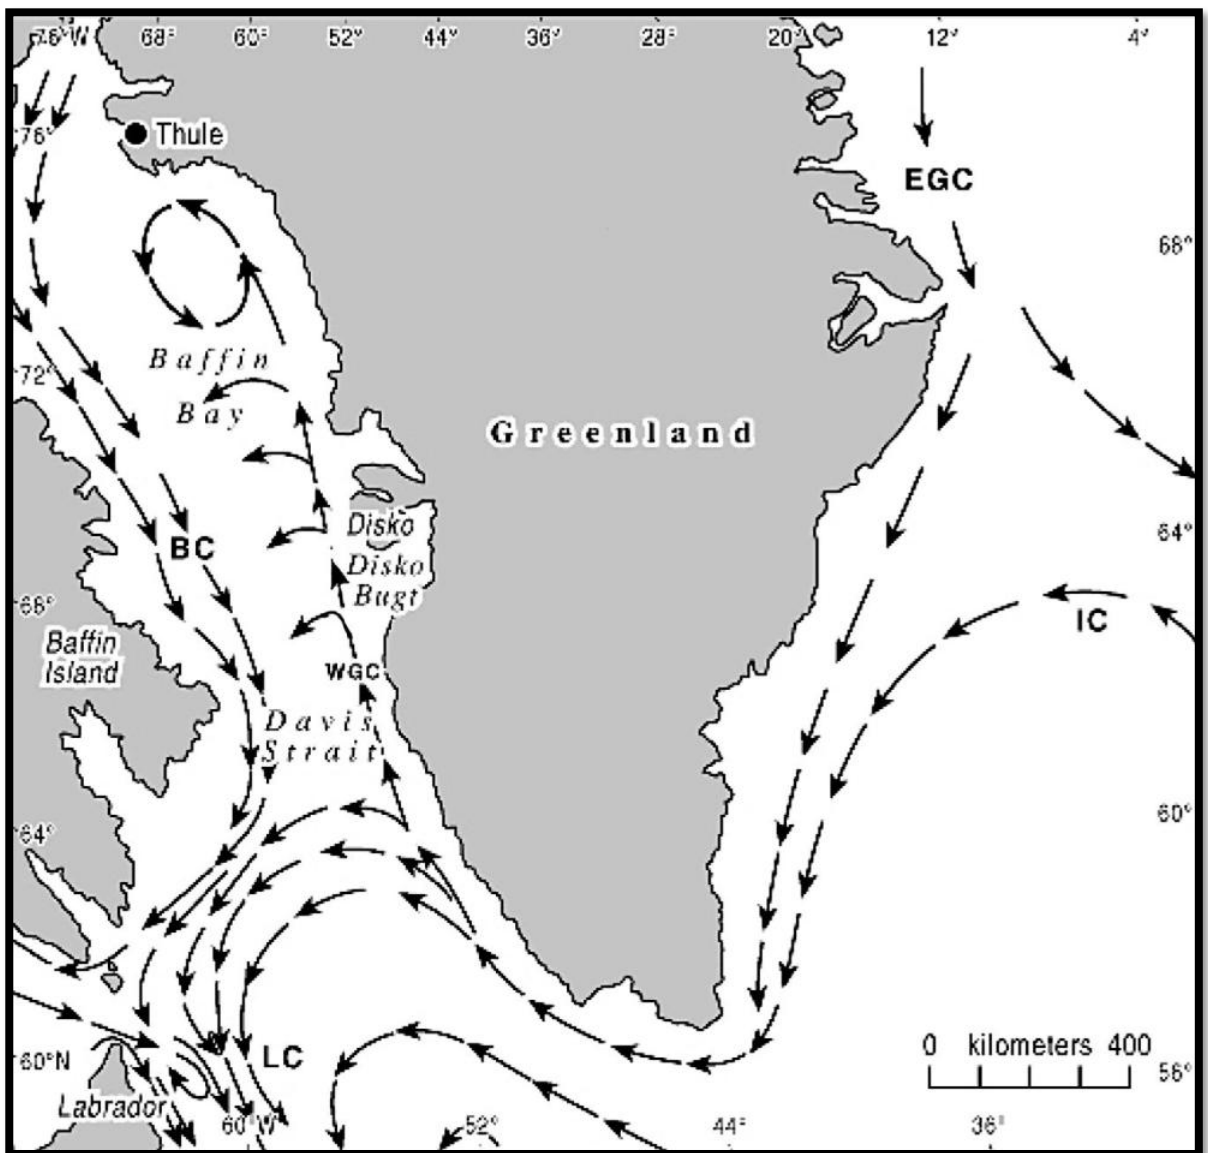 76°W 68° 60° 52° 44° 36° 28° 20° 12° 4°
76°
Thule
EGC
68°
Baffin
72°
Bay
Greenland
Disko
64°
BC
Disko
Bugt
68°
IC
Baffin
Island
WGC
Davis
Strait
60°
64°
0 kilometers 400
LC
60°N
56°
Labrador
60°W 52° 44° 36°